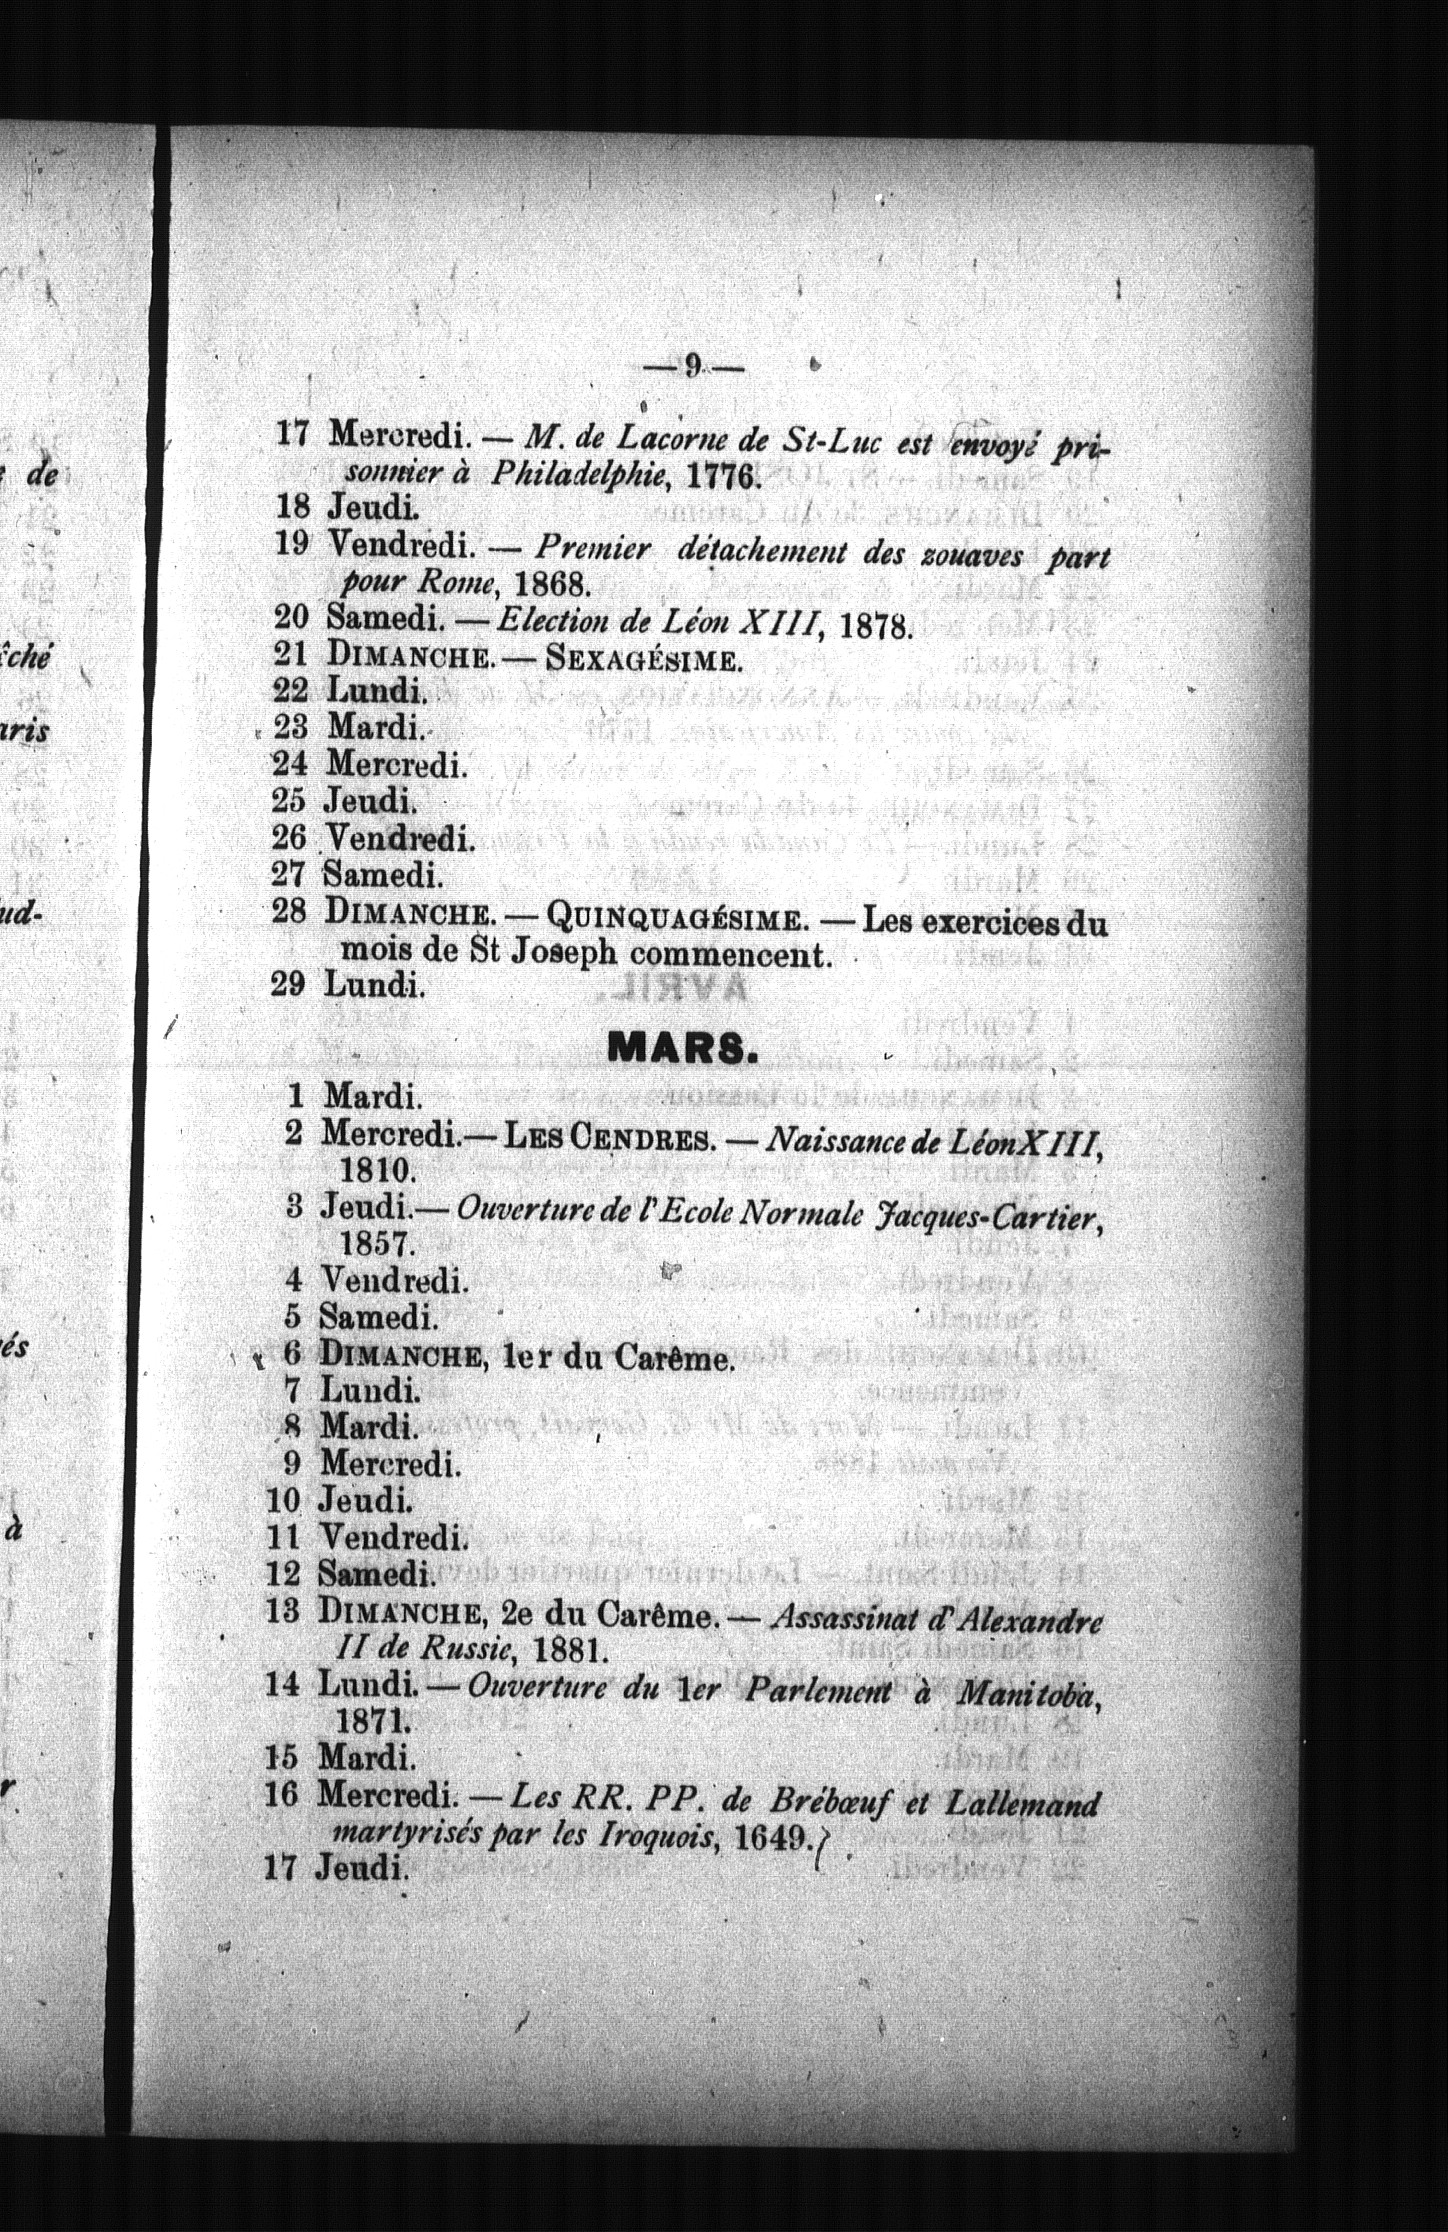 — 9 —
17 Mercredi. — M. de Lacorne de St-Luc est envoyé pri-
sonnier à Philadelphie, 1776.
18 Jeudi.
19 Vendredi. — Premier détachement des zouaves part
pour Rome, 1868.
20 Samedi. — Election de Léon XIII, 1878.
21 DIMANCHE. — SEXAGÉSIME.
22 Lundi.
23 Mardi.
24 Mercredi.
25 Jeudi.
26 Vendredi.
27 Samedi.
28 DIMANCHE. — QUINQUAGÉSIME. — Les exercices du
mois de St Joseph commencent.
29 Lundi.
MARS.
1 Mardi.
2 Mercredi. — LES CENDRES. — Naissance de Léon XIII,
1810.
3 Jeudi. — Ouverture de l'Ecole Normale Jacques-Cartier,
1857.
4 Vendredi.
5 Samedi.
6 DIMANCHE, 1er du Carême.
7 Lundi.
8 Mardi.
9 Mercredi.
10 Jeudi.
11 Vendredi.
12 Samedi.
13 DIMANCHE, 2e du Carême. — Assassinat d'Alexandre
II de Russie, 1881.
14 Lundi. — Ouverture du 1er Parlement à Manitoba,
1871.
15 Mardi.
16 Mercredi. — Les RR. PP. de Brébœuf et Lallemand
martyrisés par les Iroquois, 1649.
17 Jeudi.